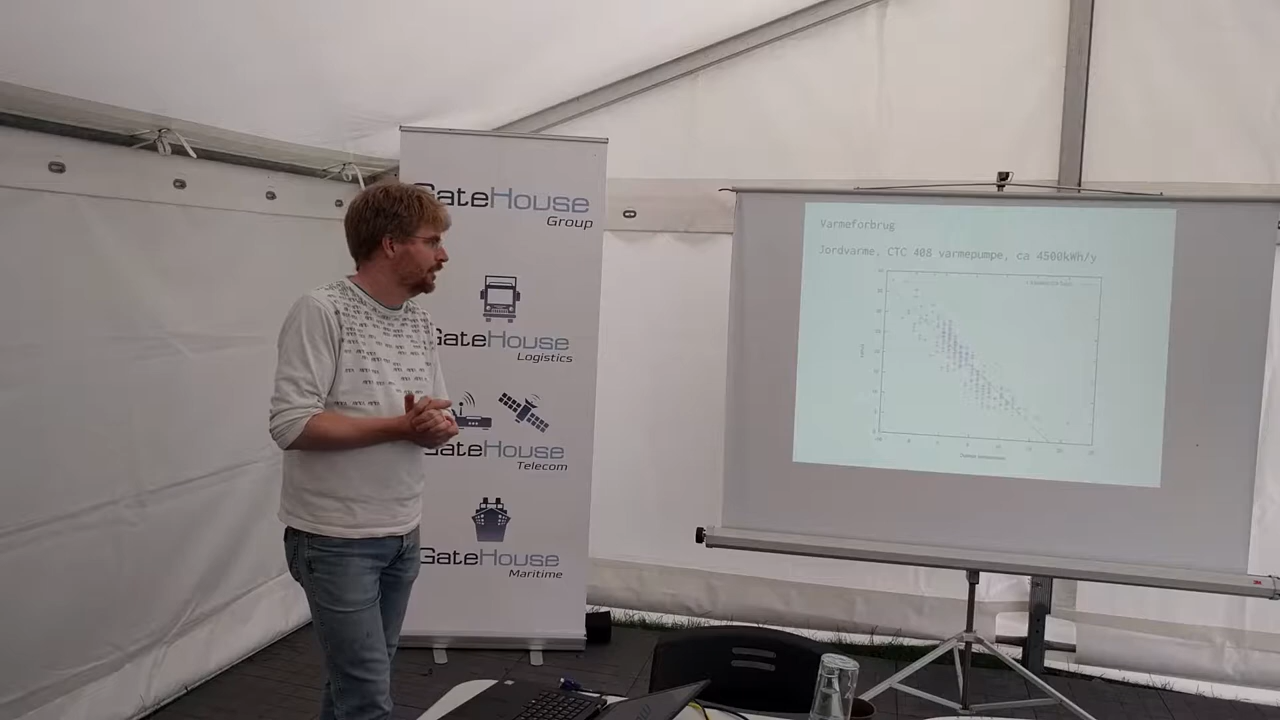 GateHouse
Group
GateHouse
Logistics
GateHouse
Telecom
GateHouse
Maritime
Varmeforbrug
Jordvarme, CTC 408 varmepumpe, ca 4500kWh/y